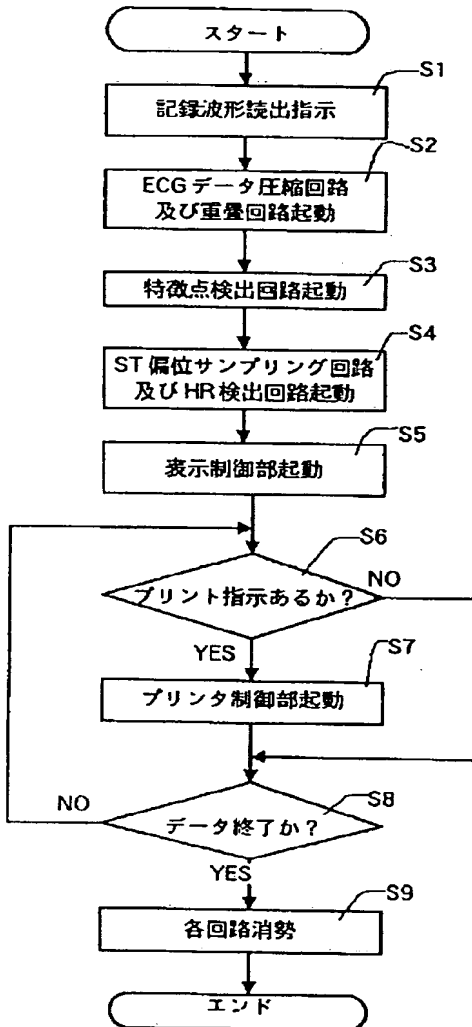 スタート
S1
記録波形読出指示
S2
ECGデータ圧縮回路
及び重畳回路起動
S3
特徴点検出回路起動
S4
ST偏位サンプリング回路
及びHR検出回路起動
S5
表示制御部起動
S6
プリント指示あるか?
NO
YES
S7
プリンタ制御部起動
NO
S8
データ終了か?
YES
S9
各回路消勢
エンド